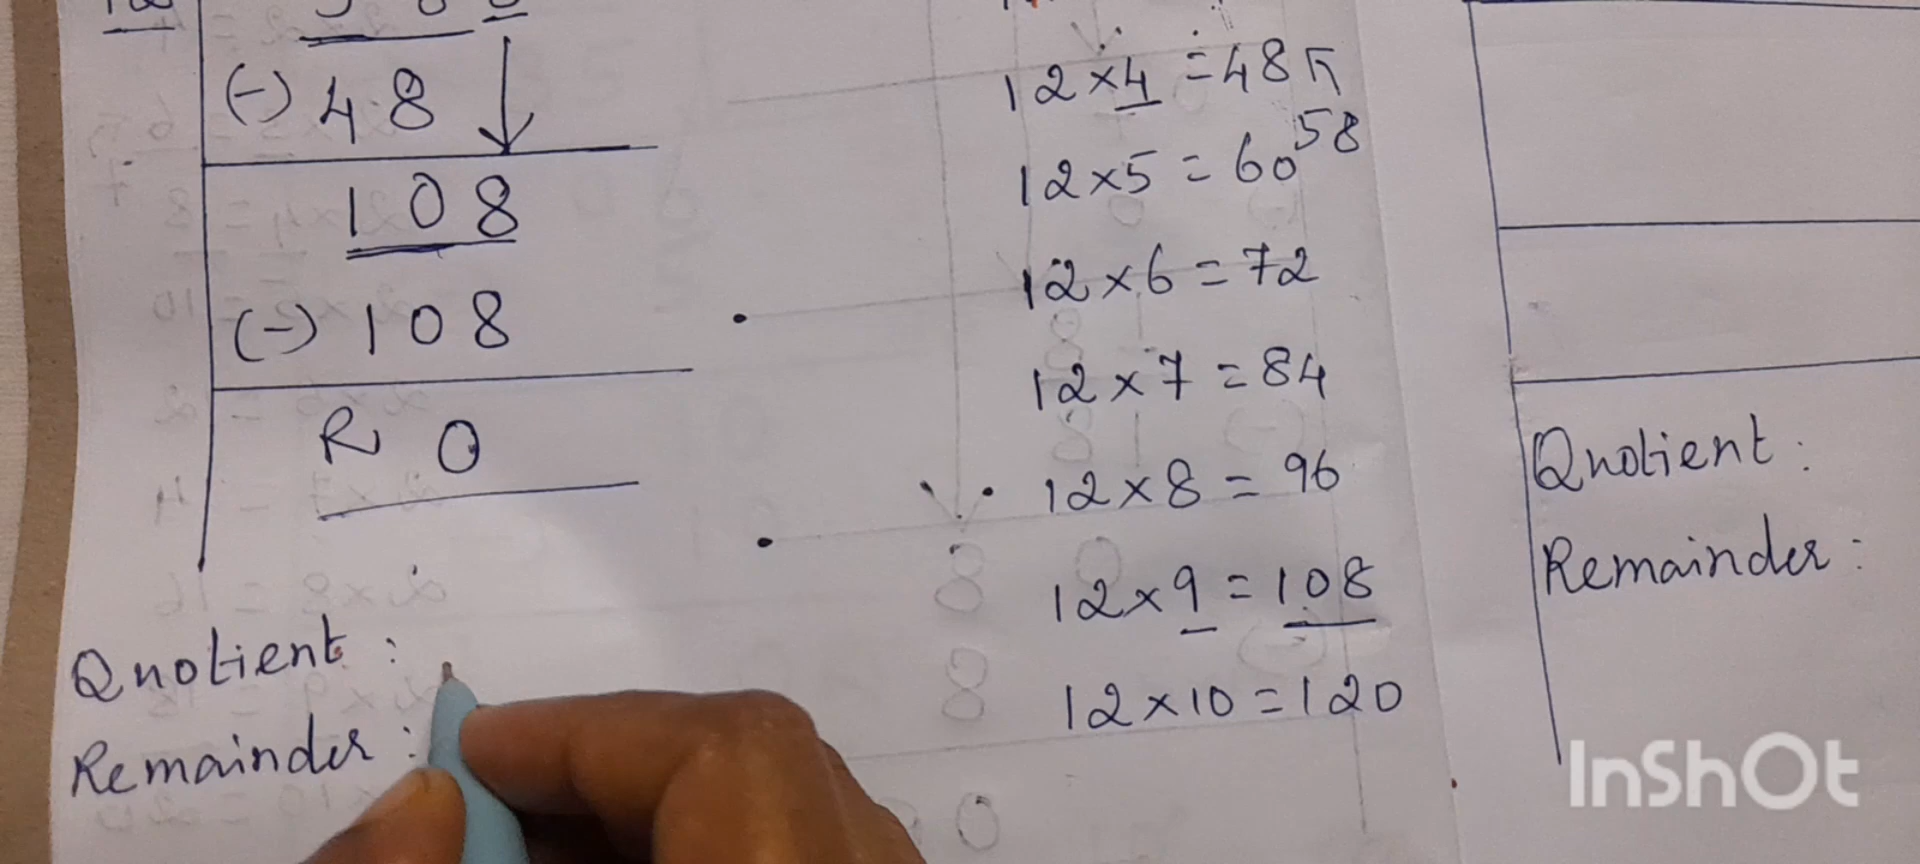 (-) 48
108
(-) 108
R 0
Quotient :
Remainder :
12×4 = 48
58
12×5 = 60
12×6 = 72
12×7 = 84
12×8 = 96
12×9 = 108
12×10 = 120
Quotient :
Remainder :
InShOt